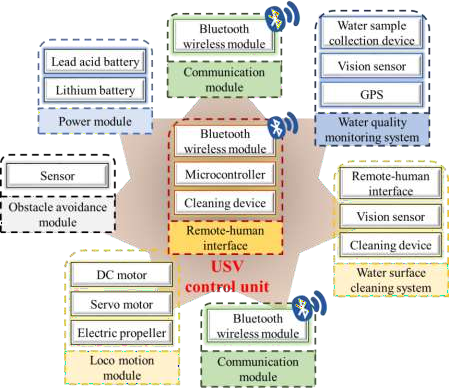 Bluetooth
wireless module
Communication
module
Lead acid battery
Lithium battery
Power module
Water sample
collection device
Vision sensor
GPS
Water quality
monitoring system
Bluetooth
wireless module
Microcontroller
Cleaning device
Remote-human
interface
USV
control unit
Sensor
Obstacle avoidance
module
Remote-human
interface
Vision sensor
Cleaning device
Water surface
cleaning system
DC motor
Servo motor
Electric propeller
Loco motion
module
Bluetooth
wireless module
Communication
module